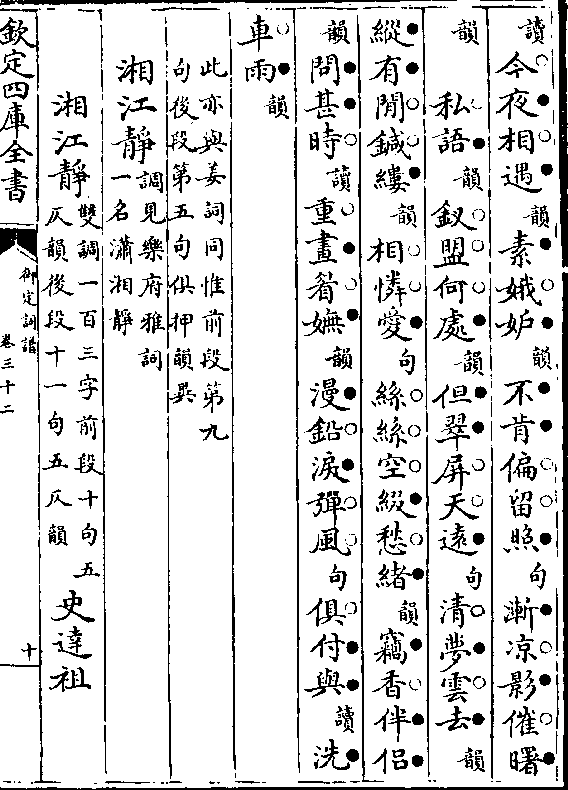 讀今夜相遇韻素娥妒韻不肯偏留照句漸凉影催曙
韻私語韻釵盟何處韻但翠屏天遠句清夢雲去韻
縱有閒鍼縷韻相憐愛句絲絲空綴愁緒韻竊香伴侣
韻問甚時讀重畫眉嫵韻漫鉛淚彈風句俱付與讀洗
車雨韻
此亦與姜詞同惟前段第九
句後段第五句俱押韻異
湘江靜調見樂府雅詞
一名瀟湘靜
湘江靜雙調一百三字前段十句五
仄韻後段十一句五仄韻 史達祖
欽定四庫全書 御定詞譜 卷三十二 十